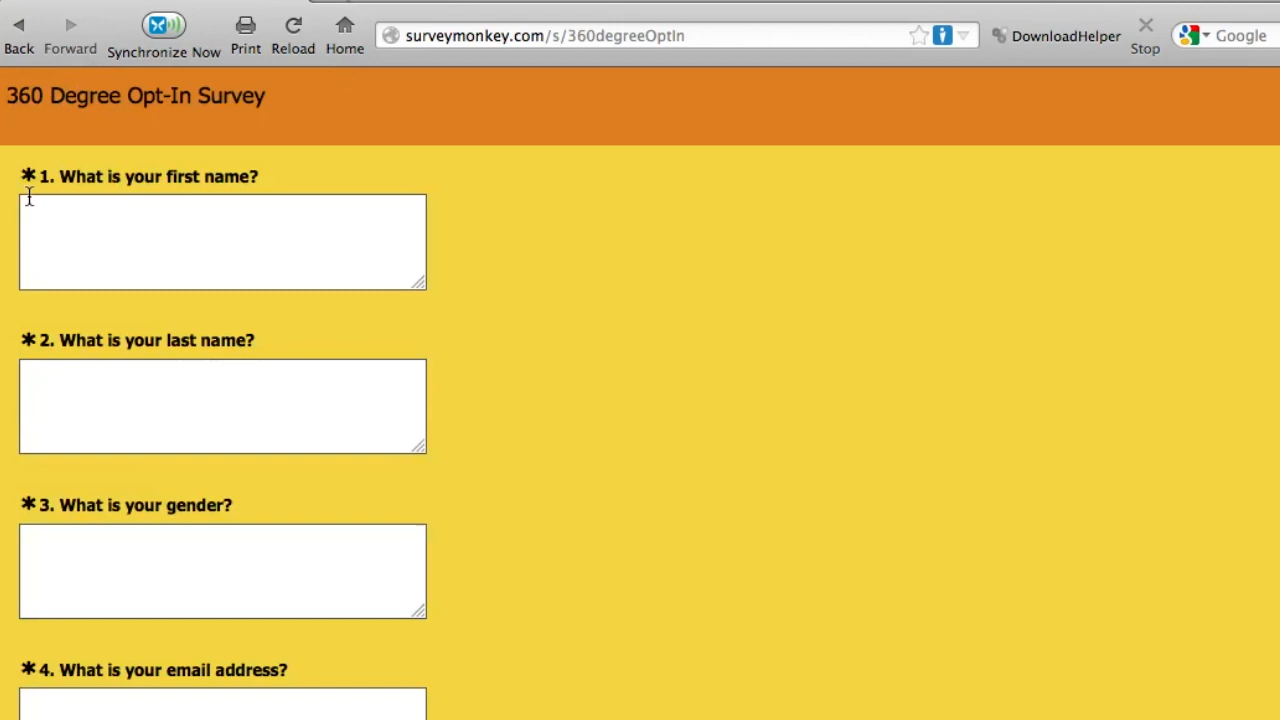 Back Forward Synchronize Now Print Reload Home surveymonkey.com/s/360degreeOptIn DownloadHelper Stop Google
360 Degree Opt-In Survey
*1. What is your first name?
*2. What is your last name?
*3. What is your gender?
*4. What is your email address?